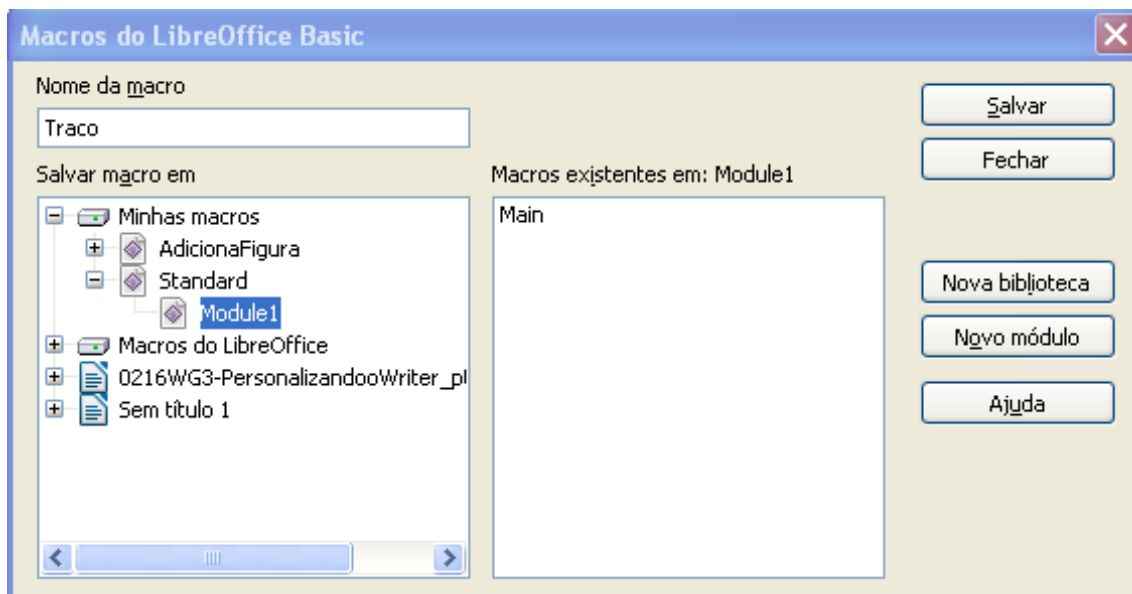 Macros do LibreOffice Basic
Nome da macro
Traco
Salvar macro em
Minhas macros
AdicionaFigura
Standard
Module1
Macros do LibreOffice
0216WG3-PersonalizandooWriter_pl
Sem título 1
Macros existentes em: Module1
Main
Salvar
Fechar
Nova biblioteca
Novo módulo
Ajuda